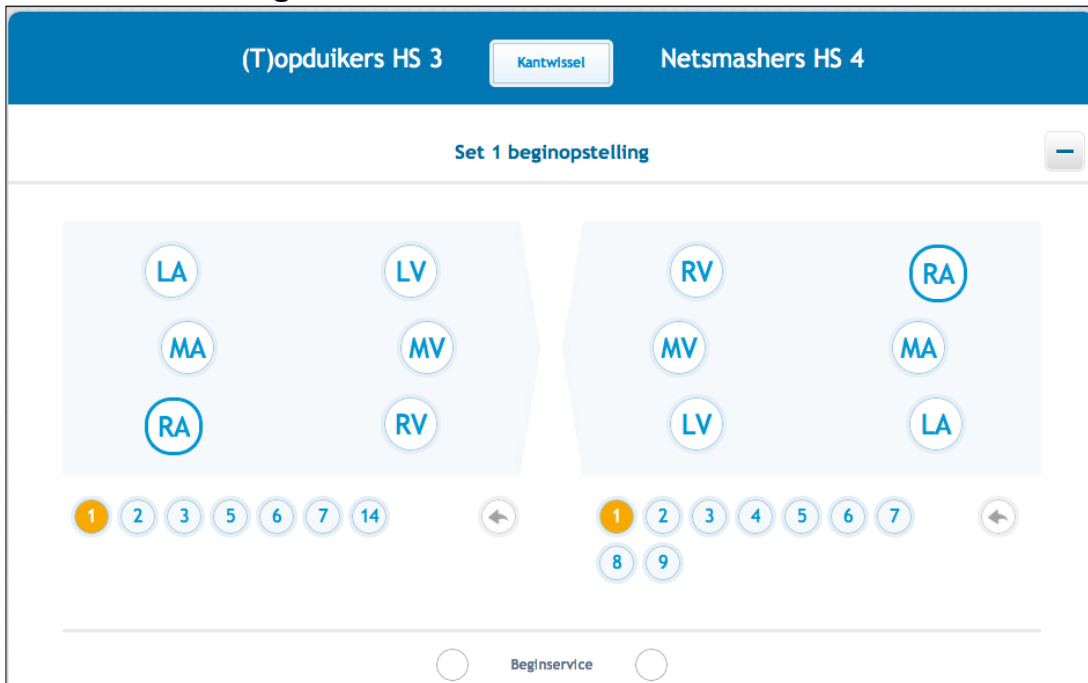 (T)opduikers HS 3 Kantwissel Netsmashers HS 4
Set 1 beginopstelling
LA LV RV RA
MA MV MV MA
RA RV LV LA
1 2 3 5 6 7 14 1 2 3 4 5 6 7
8 9
Beginservice